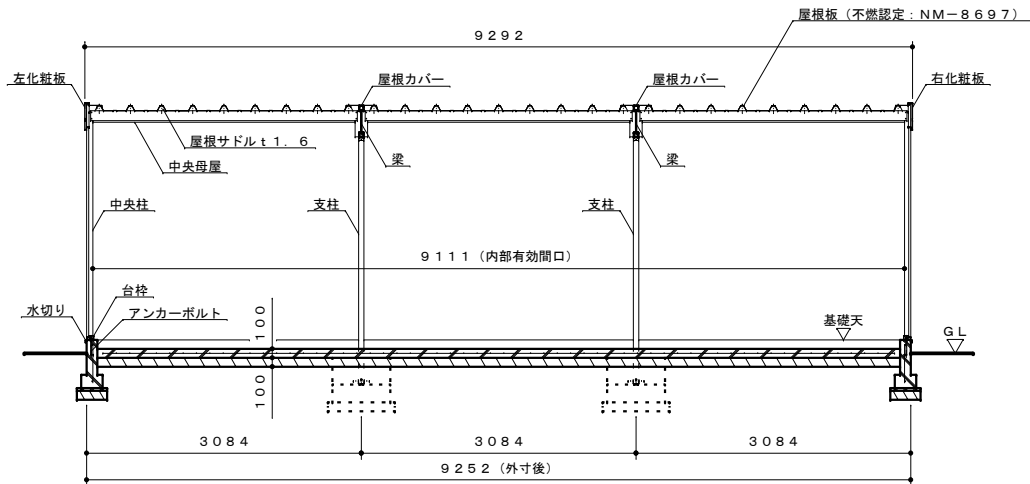 屋根板（不燃認定：ＮＭ－８６９７）
９２９２
左化粧板
屋根カバー
屋根カバー
右化粧板
屋根サドルｔ１．６
中央母屋
梁
梁
中央柱
支柱
支柱
９１１１（内部有効間口）
台枠
水切り
アンカーボルト
１００
基礎天
ＧＬ
１００
３０８４
３０８４
３０８４
９２５２（外寸後）